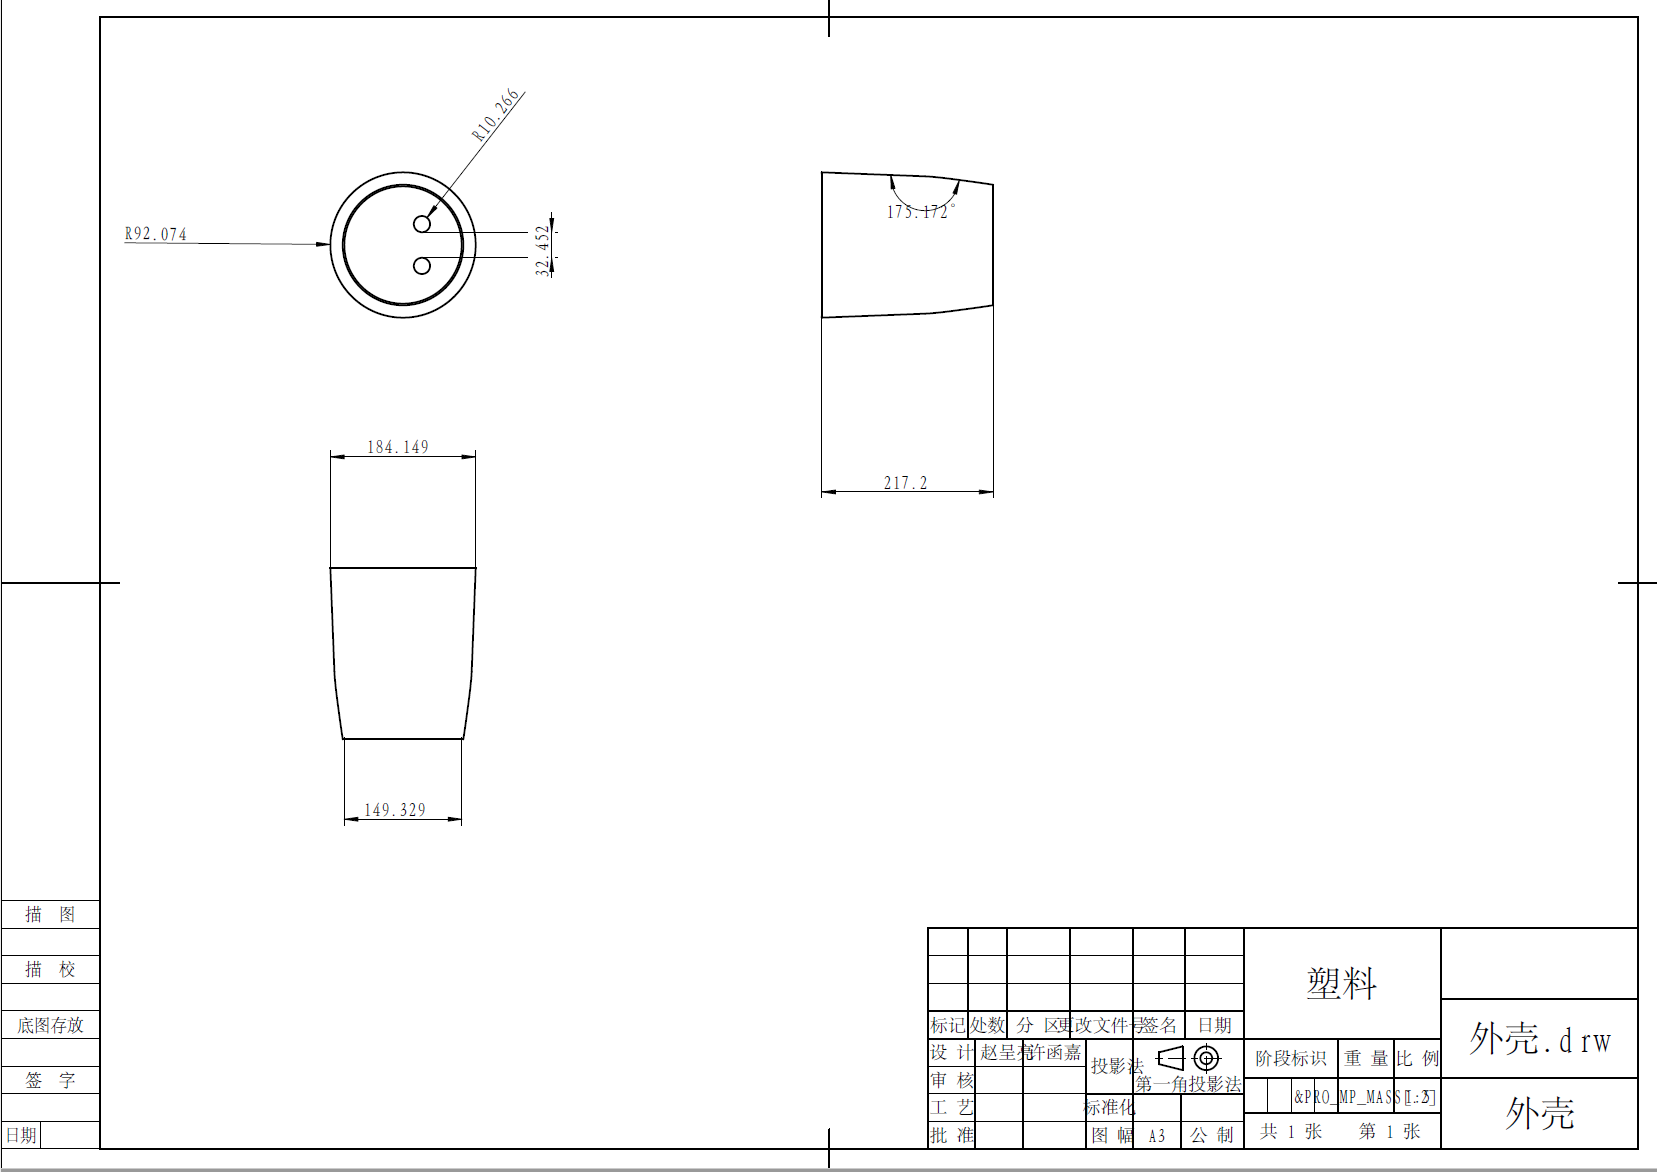 R10.266
R92.074
32.452
175.172°
184.149
217.2
149.329
描 图
描 校
底图存放
签 字
日期
塑料
外壳.drw
外壳
标记 处数 分 区 更改文件号 签名 日期
设 计 赵呈亮 许函嘉
审 核
工 艺
批 准
投影法
第一角投影法
标准化
图 幅 A3 公 制
阶段标识 重 量 比 例
&PRO_MP_MASS
共 1 张 第 1 张